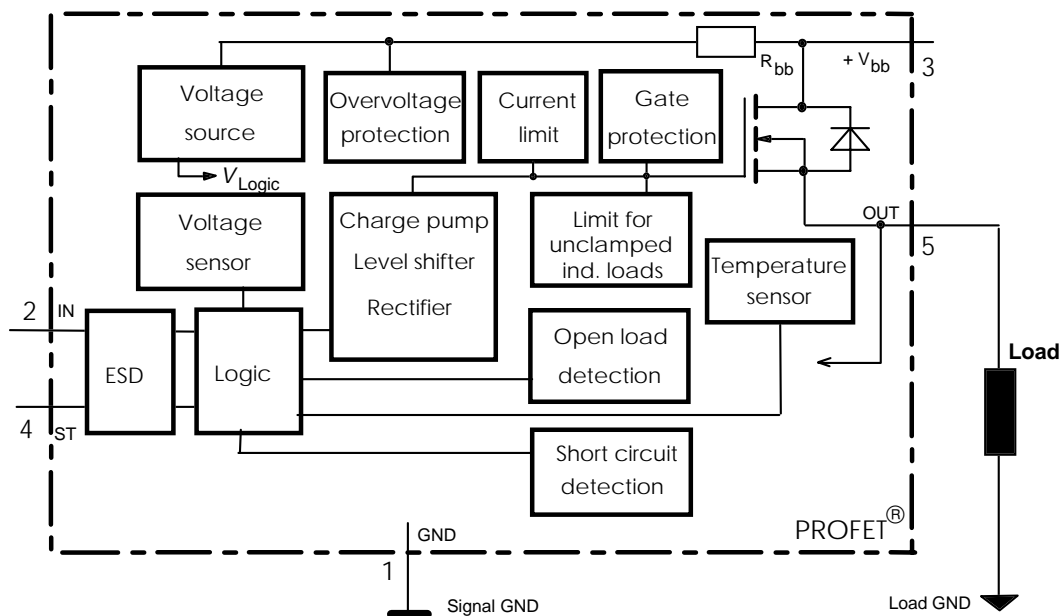 R bb
+ V bb
3
Voltage
source
Overvoltage
protection
Current
limit
Gate
protection
V Logic
Voltage
sensor
Charge pump
Level shifter
Rectifier
Limit for
unclamped
ind. loads
OUT
5
Temperature
sensor
2
IN
ESD
Logic
Open load
detection
Load
4
ST
Short circuit
detection
PROFET®
GND
1
Signal GND
Load GND